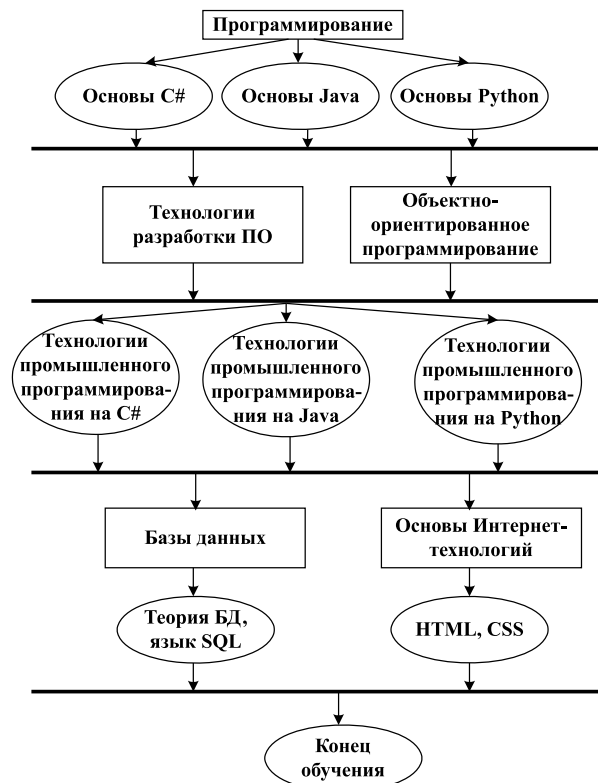 Программирование
Основы C#
Основы Java
Основы Python
Технологии
разработки ПО
Объектно-
ориентированное
программирование
Технологии
промышленного
программирова-
ния на C#
Технологии
промышленного
программирова-
ния на Java
Технологии
промышленного
программирова-
ния на Python
Базы данных
Основы Интернет-
технологий
Теория БД,
язык SQL
HTML, CSS
Конец
обучения